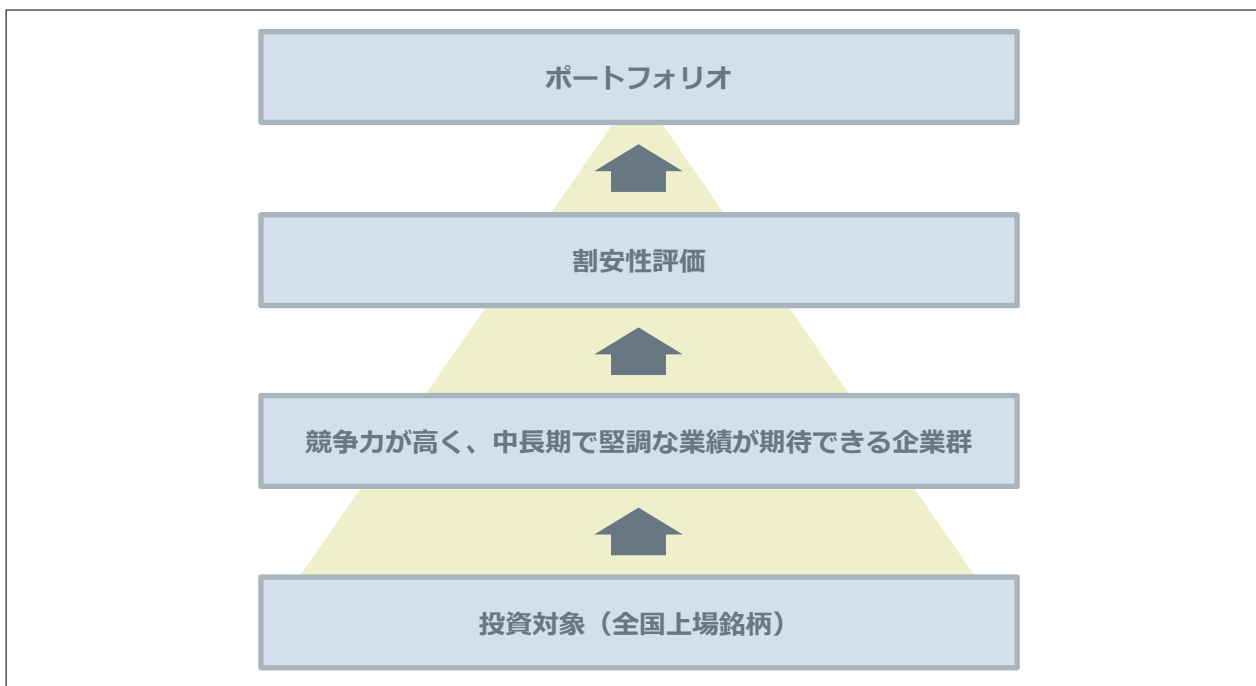 ポートフォリオ
割安性評価
競争力が高く、中長期で堅調な業績が期待できる企業群
投資対象（全国上場銘柄）